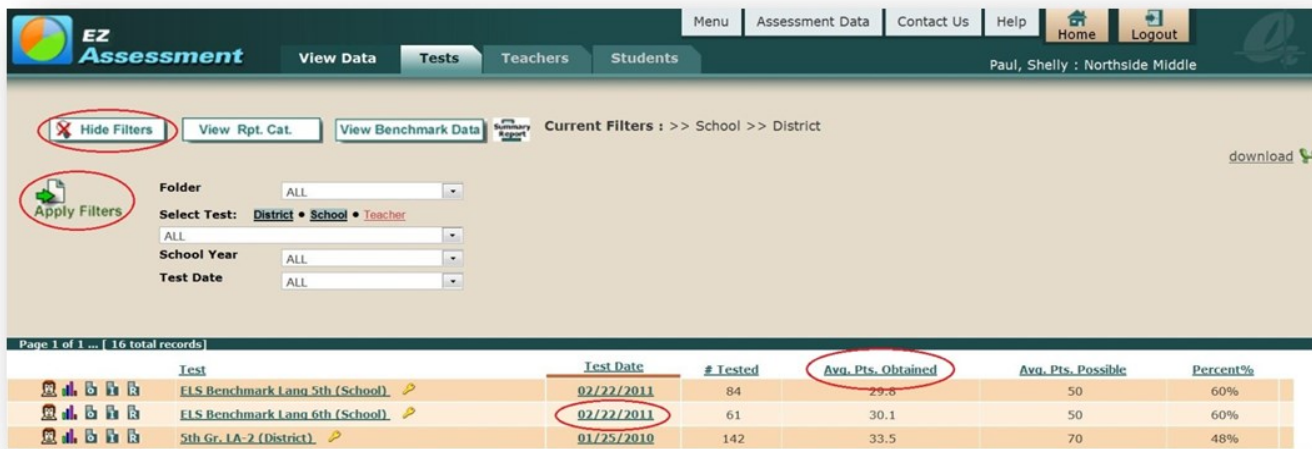 Menu Assessment Data Contact Us Help Home Logout
EZ
Assessment
View Data Tests Teachers Students
Paul, Shelly : Northside Middle
Hide Filters View Rpt. Cat. View Benchmark Data Summary Report Current Filters : >> School >> District
download
Apply Filters
Folder ALL
Select Test: District • School • Teacher
ALL
School Year ALL
Test Date ALL
Page 1 of 1 ... [ 16 total records]
Test Test Date # Tested Avg. Pts. Obtained Avg. Pts. Possible Percent%
ELS Benchmark Lang 5th (School) 02/22/2011 84 29.8 50 60%
ELS Benchmark Lang 6th (School) 02/22/2011 61 30.1 50 60%
5th Gr. LA-2 (District) 01/25/2010 142 33.5 70 48%